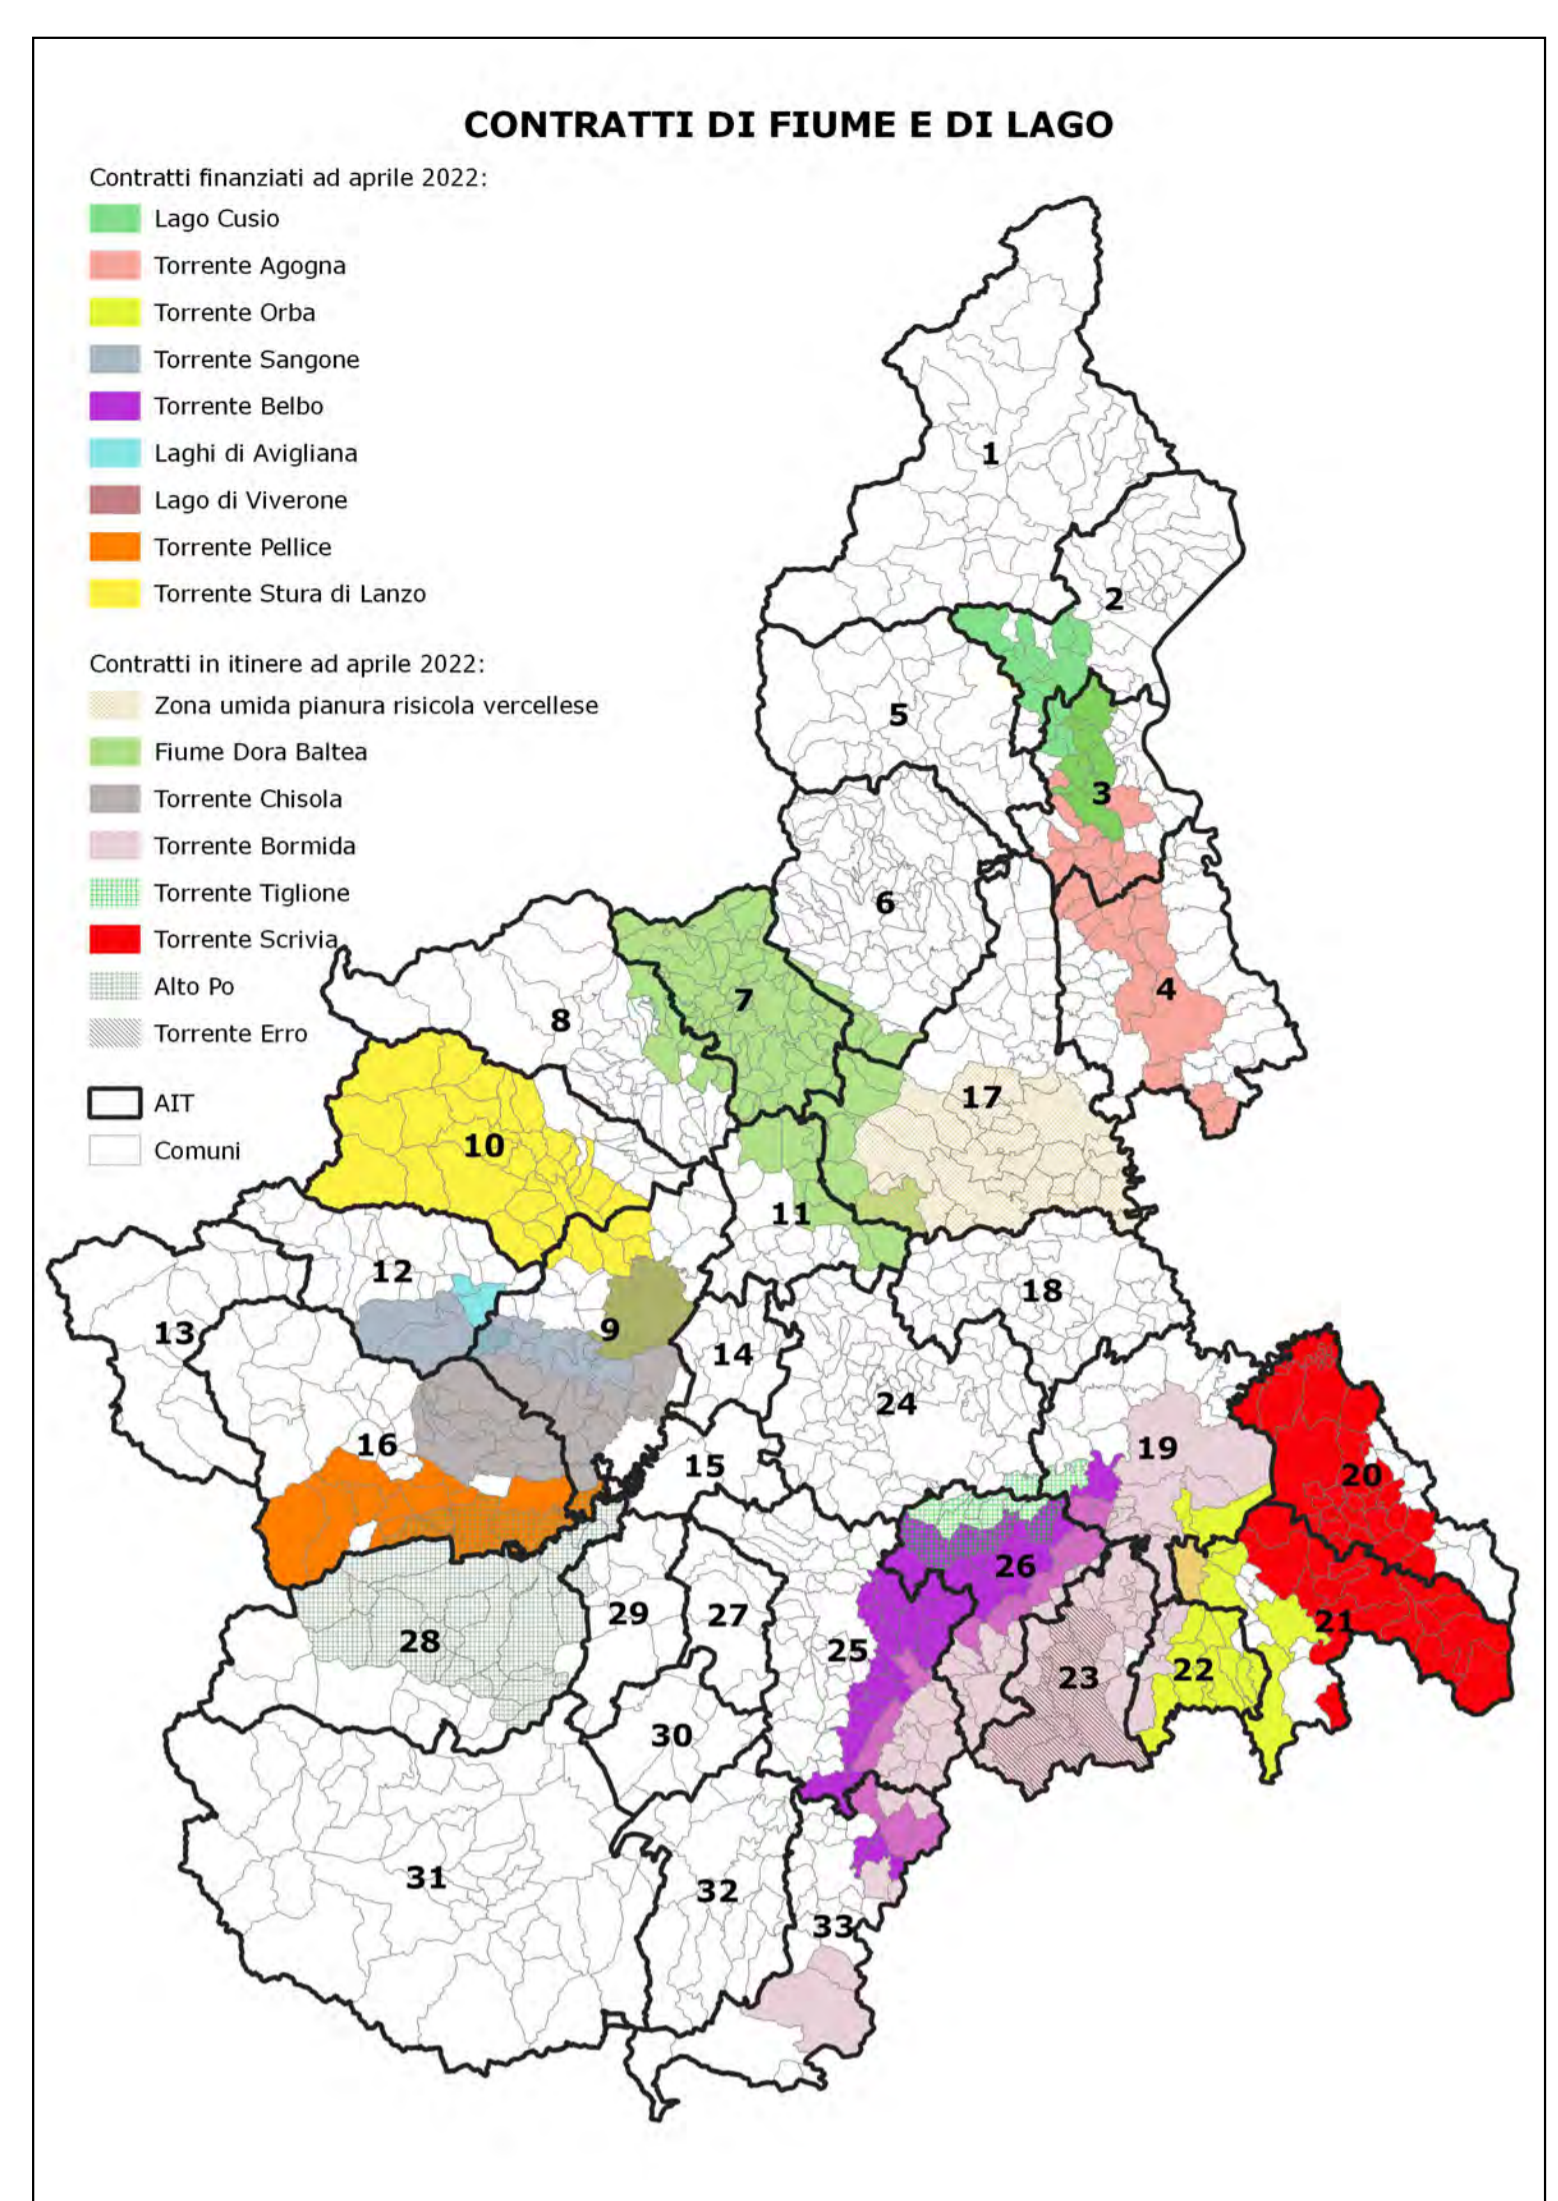 CONTRATTI DI FIUME E DI LAGO
Contratti finanziati ad aprile 2022:
Lago Cusio
Torrente Agogna
Torrente Orba
Torrente Sangone
Torrente Belbo
Laghi di Avigliana
Lago di Viverone
Torrente Pellice
Torrente Stura di Lanzo
Contratti in itinere ad aprile 2022:
Zona umida pianura risicola vercellese
Fiume Dora Baltea
Torrente Chisola
Torrente Bormida
Torrente Tiglione
Torrente Scrivia
Alto Po
Torrente Erro
AIT
Comuni
1
2
5
3
6
4
7
8
17
10
11
12
18
13
9
14
24
16
19
15
20
26
29
27
21
28
25
22
23
30
31
32
33